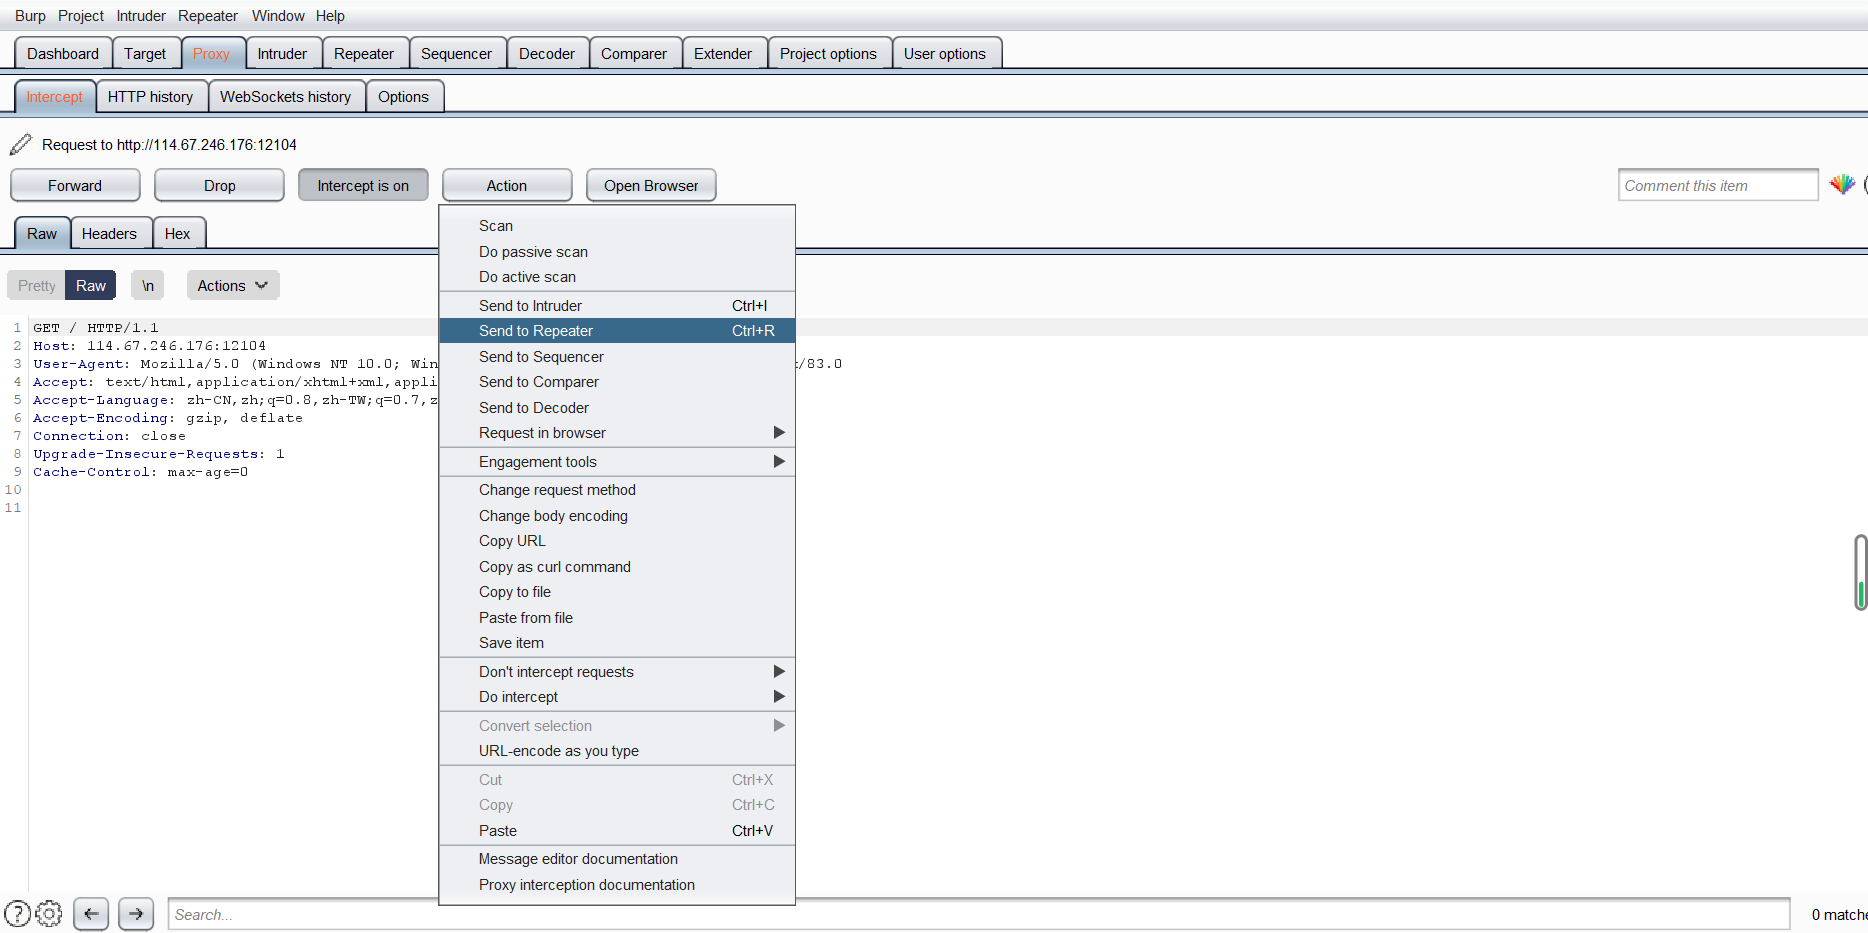 Burp Project Intruder Repeater Window Help
Dashboard Target Proxy Intruder Repeater Sequencer Decoder Comparer Extender Project options User options
Intercept HTTP history WebSockets history Options
Request to http://114.67.246.176:12104
Forward Drop Intercept is on Action Open Browser Comment this item
Raw Headers Hex
Pretty Raw \n Actions
1 GET / HTTP/1.1
2 Host: 114.67.246.176:12104
3 User-Agent: Mozilla/5.0 (Windows NT 10.0; Win /83.0
4 Accept: text/html,application/xhtml+xml,appli
5 Accept-Language: zh-CN,zh;q=0.8,zh-TW;q=0.7,z
6 Accept-Encoding: gzip, deflate
7 Connection: close
8 Upgrade-Insecure-Requests: 1
9 Cache-Control: max-age=0
10
11
Scan
Do passive scan
Do active scan
Send to Intruder Ctrl+I
Send to Repeater Ctrl+R
Send to Sequencer
Send to Comparer
Send to Decoder
Request in browser
Engagement tools
Change request method
Change body encoding
Copy URL
Copy as curl command
Copy to file
Paste from file
Save item
Don't intercept requests
Do intercept
Convert selection
URL-encode as you type
Cut Ctrl+X
Copy Ctrl+C
Paste Ctrl+V
Message editor documentation
Proxy interception documentation
? Search... 0 matche